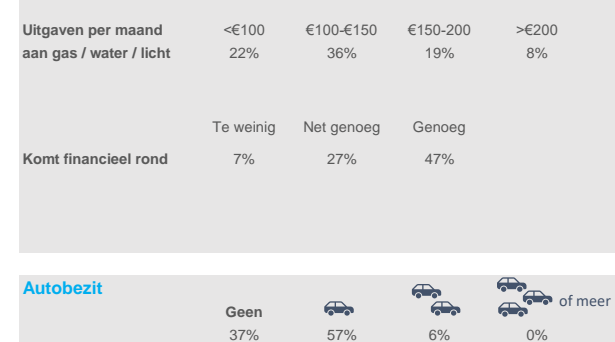 Uitgaven per maand <€100 €100-€150 €150-200 >€200
aan gas / water / licht 22% 36% 19% 8%
Te weinig Net genoeg Genoeg
Komt financieel rond 7% 27% 47%
Autobezit
of meer
Geen
37% 57% 6% 0%